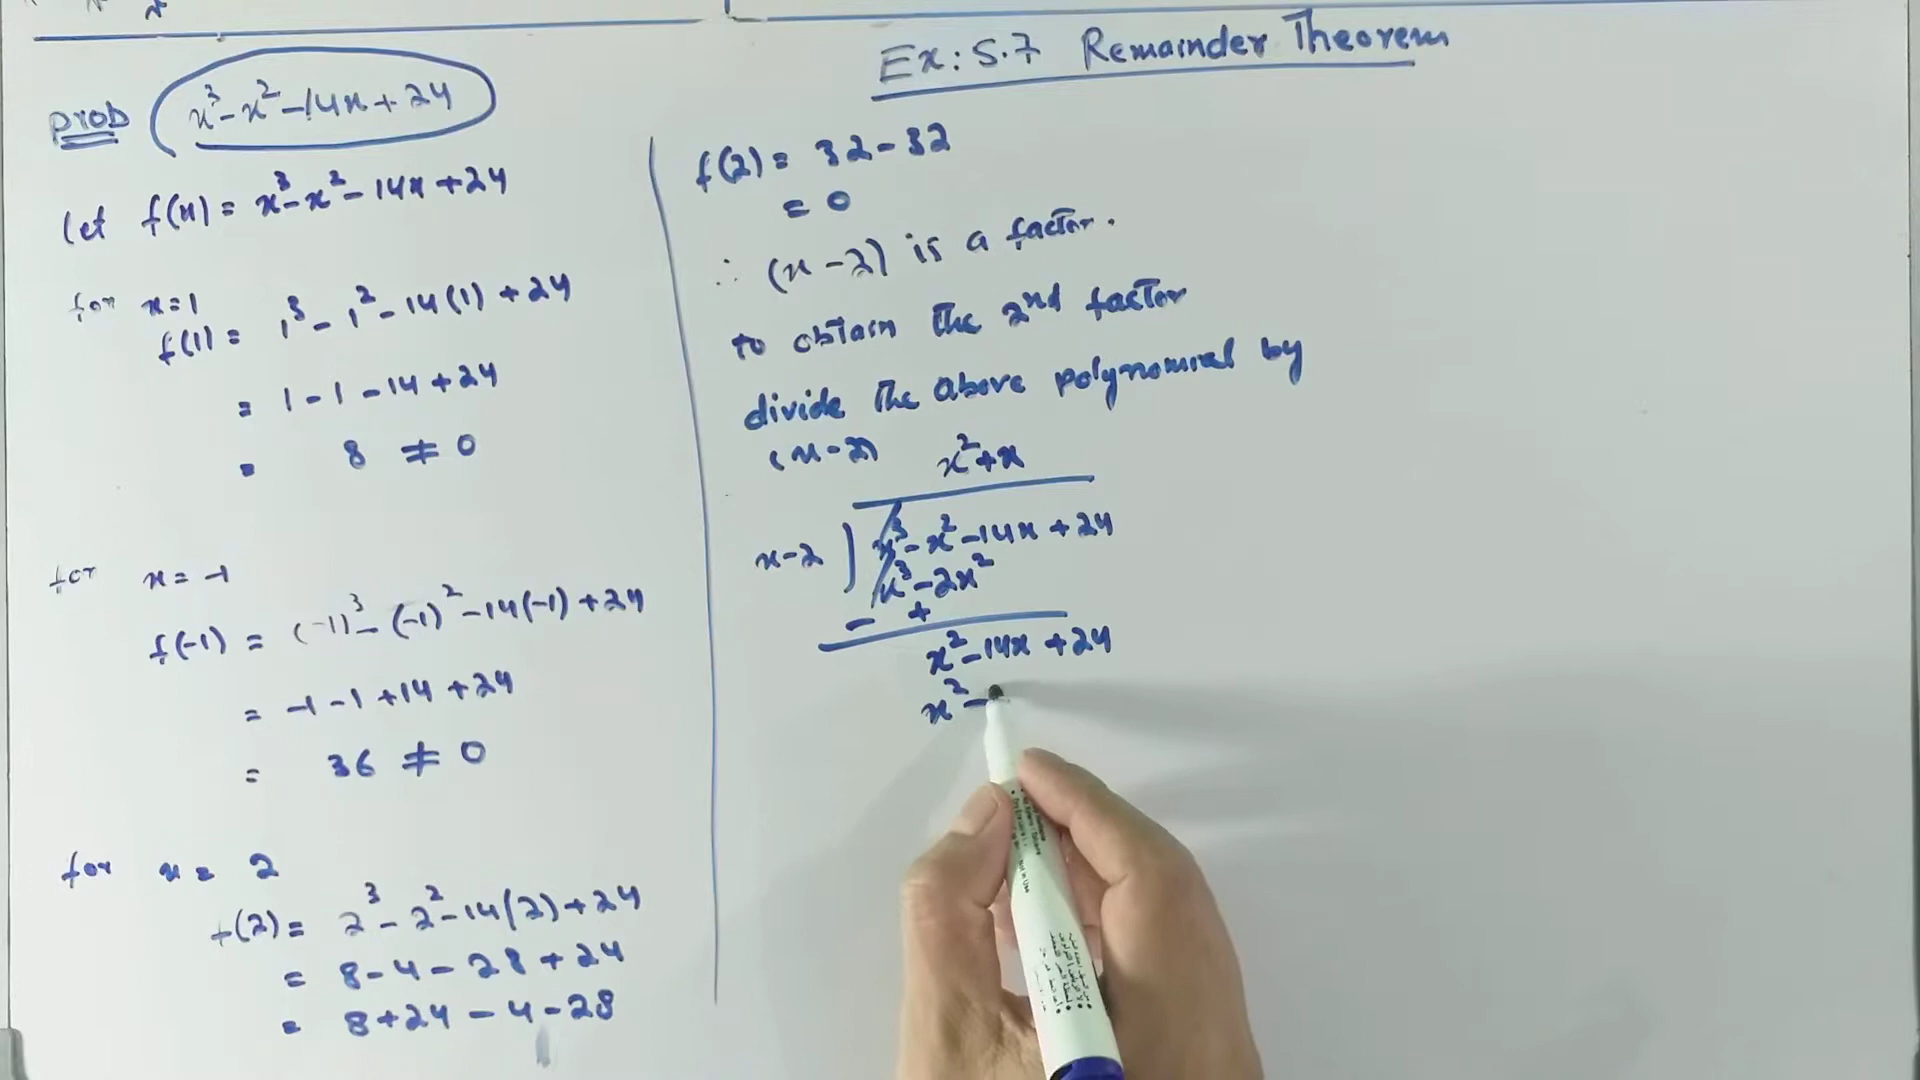 Ex: 5.7 Remainder Theorem
prob x³-x²-14x+24
let f(x) = x³-x²-14x+24
for x=1
f(1) = 1³-1²-14(1)+24
= 1-1-14+24
= 8 ≠ 0
for x=-1
f(-1) = (-1)³-(-1)²-14(-1)+24
= -1-1+14+24
= 36 ≠ 0
for x= 2
f(2) = 2³-2²-14(2)+24
= 8-4-28+24
= 8+24-4-28
f(2) = 32-32
= 0
∴ (x-2) is a factor.
to obtain the 2nd factor
divide the above polynomial by
(x-2) x²+x
x-2 ) x³-x²-14x+24
x³-2x²
- +
x²-14x+24
x²-